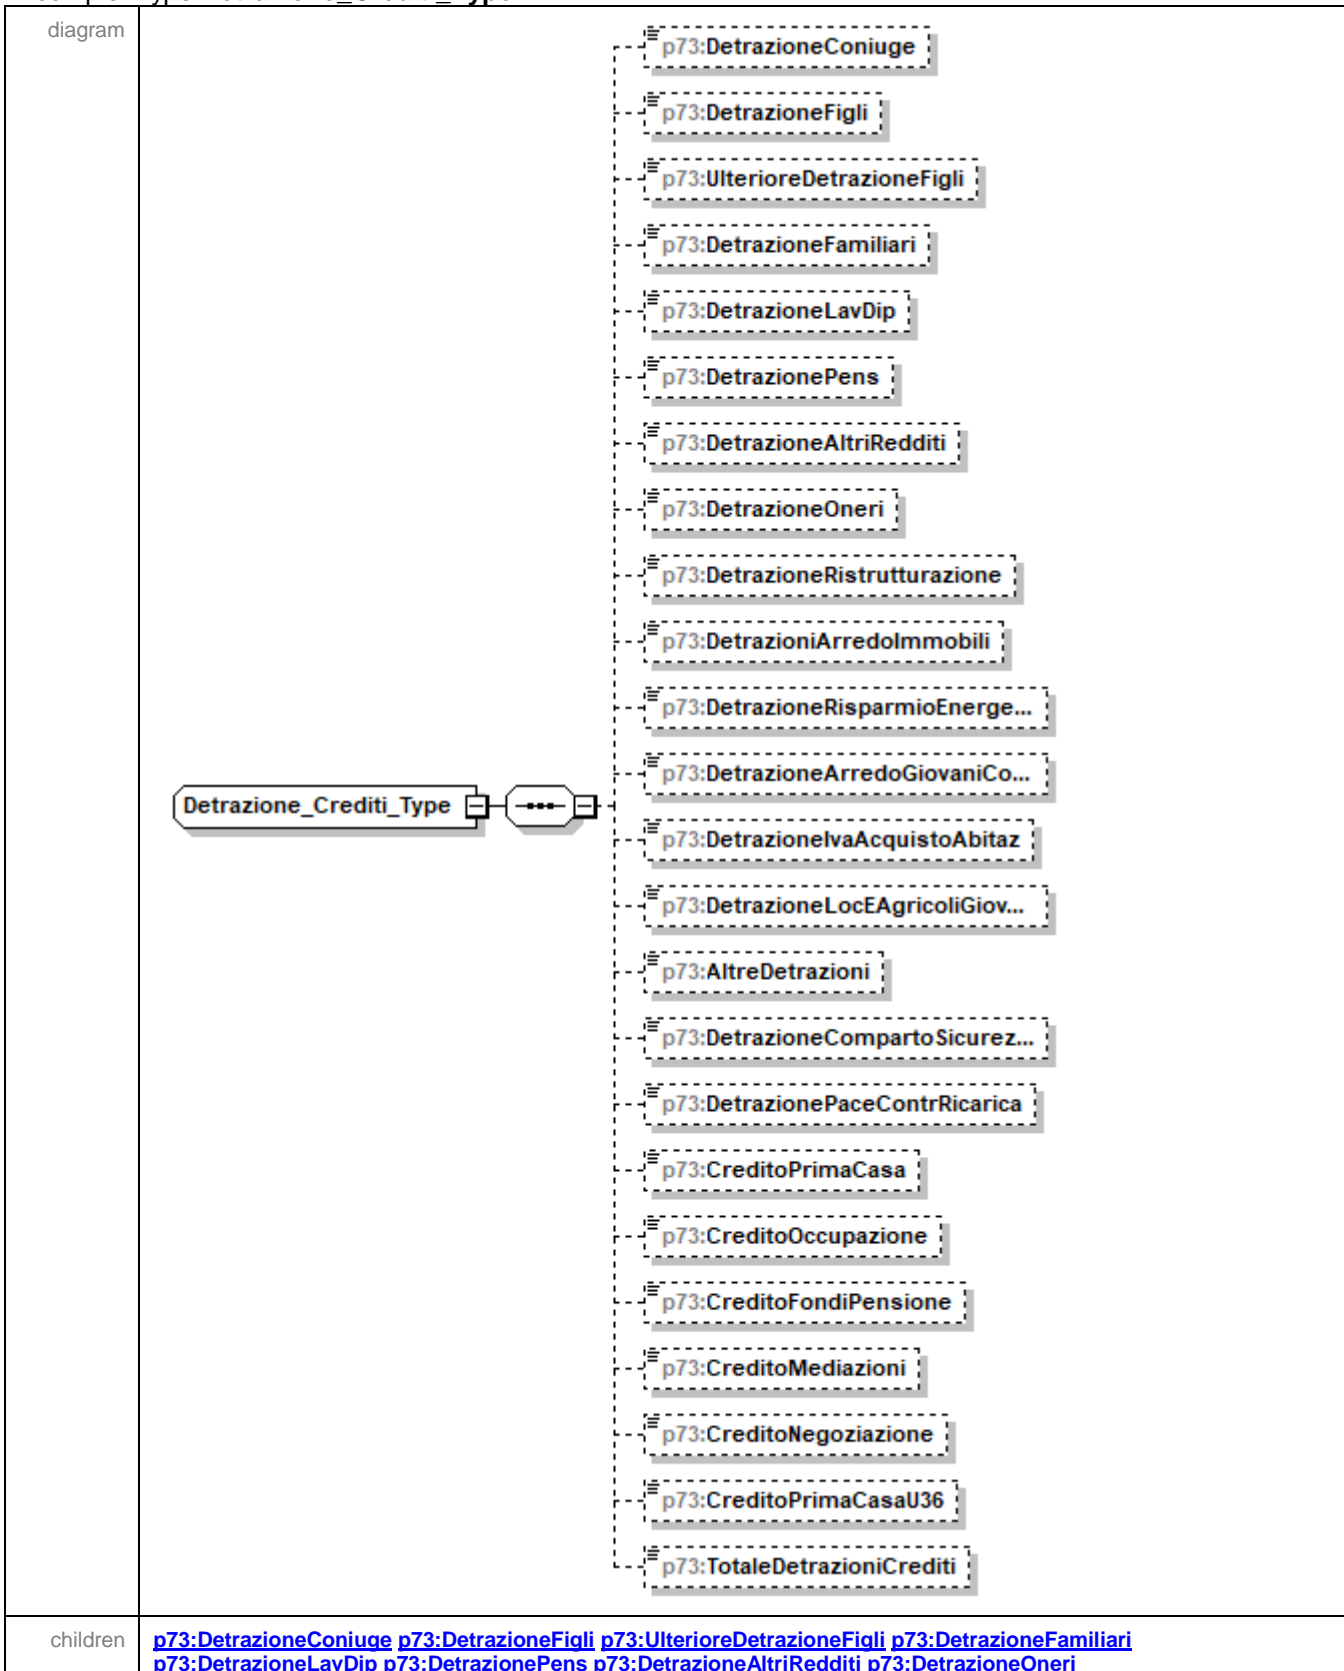 diagram
p73:DetrazioneConiuge
p73:DetrazioneFigli
p73:UlterioreDetrazioneFigli
p73:DetrazioneFamiliari
p73:DetrazioneLavDip
p73:DetrazionePens
p73:DetrazioneAltriRedditi
p73:DetrazioneOneri
p73:DetrazioneRistrutturazione
p73:DetrazioniArredoImmobili
p73:DetrazioneRisparmioEnerge...
p73:DetrazioneArredoGiovaniCo...
Detrazione_Crediti_Type
p73:DetrazioneIvaAcquistoAbitaz
p73:DetrazioneLocEAgricoliGiov...
p73:AltreDetrazioni
p73:DetrazioneCompartoSicurez...
p73:DetrazionePaceContrRicarica
p73:CreditoPrimaCasa
p73:CreditoOccupazione
p73:CreditoFondiPensione
p73:CreditoMediazioni
p73:CreditoNegoziazione
p73:CreditoPrimaCasaU36
p73:TotaleDetrazioniCrediti
children
p73:DetrazioneConiuge p73:DetrazioneFigli p73:UlterioreDetrazioneFigli p73:DetrazioneFamiliari
p73:DetrazioneLavDip p73:DetrazionePens p73:DetrazioneAltriRedditi p73:DetrazioneOneri